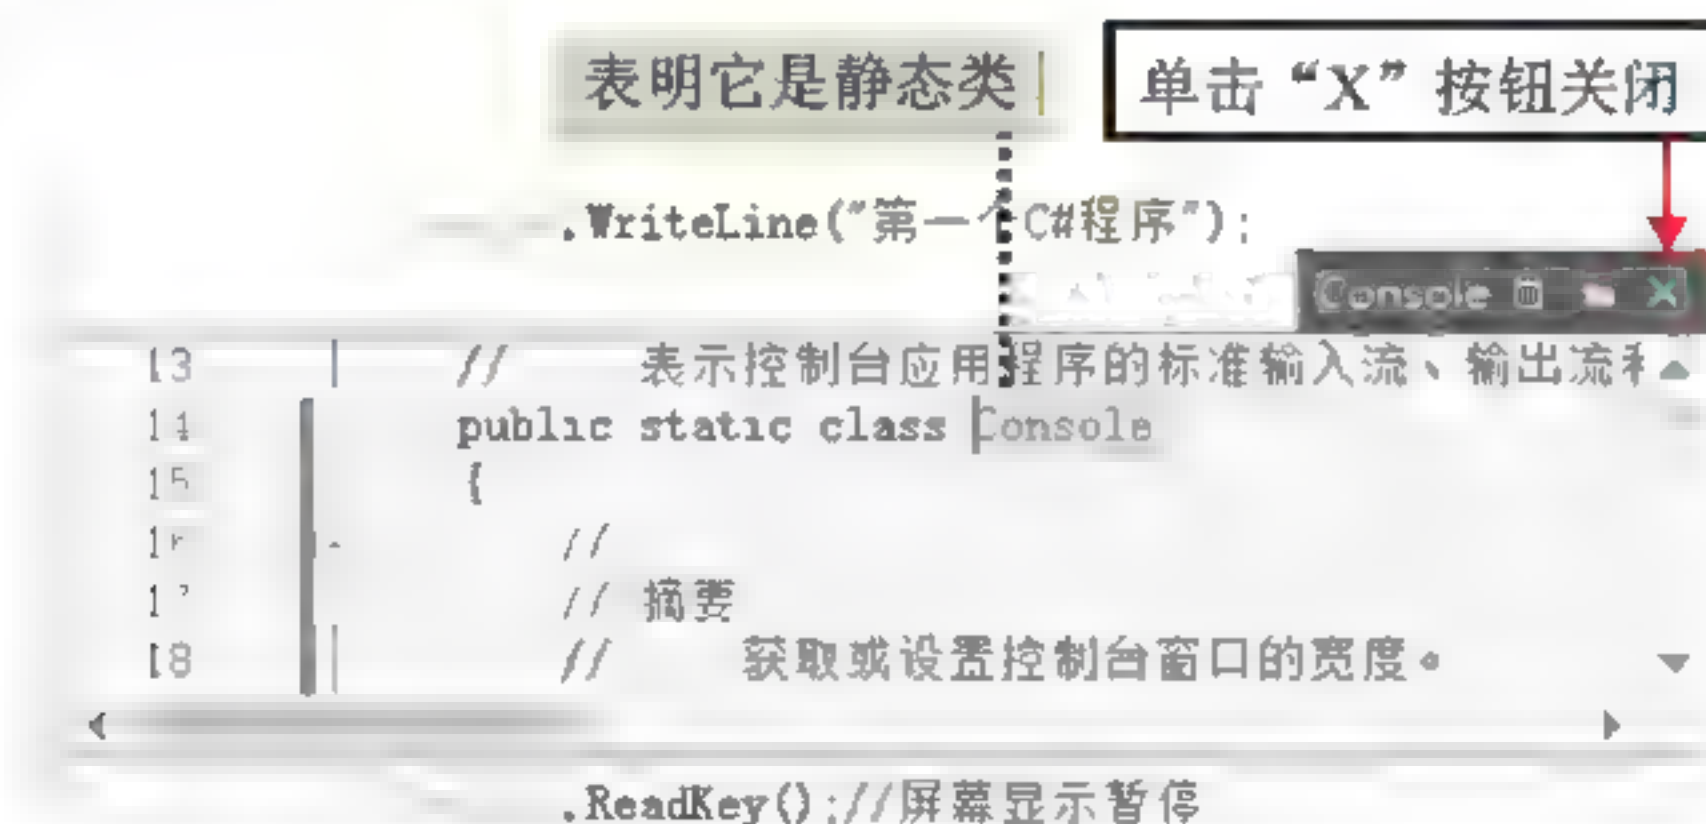 表明它是静态类
单击“X”按钮关闭
.WriteLine("第一个C#程序");
Console
13 // 表示控制台应用程序的标准输入流、输出流和
14 public static class Console
15 {
16 //
17 // 摘要
18 // 获取或设置控制台窗口的宽度。
.ReadKey();//屏幕显示暂停